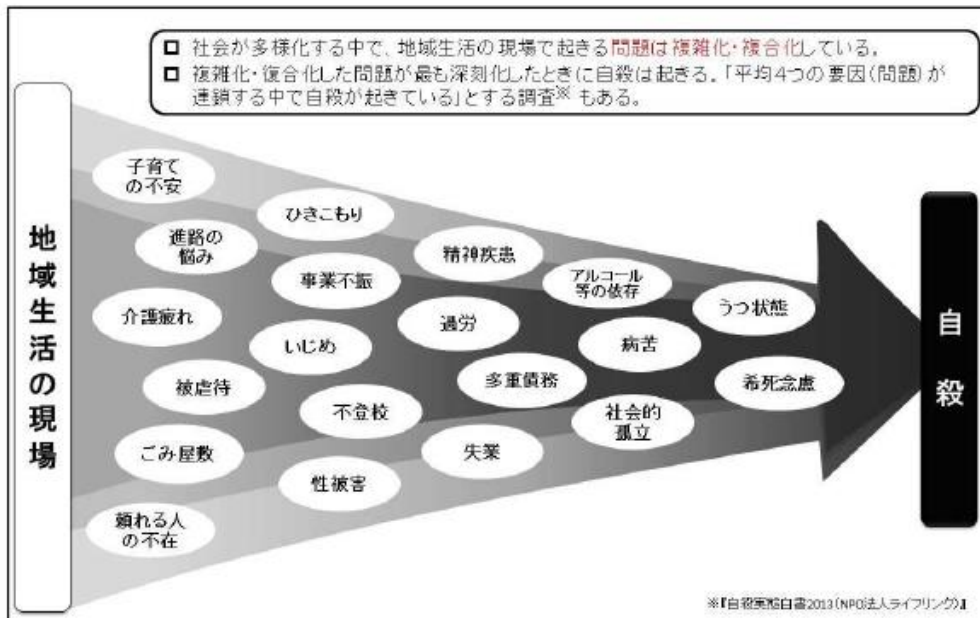 □ 社会が多様化する中で、地域生活の現場で起きる問題は複雑化・複合化している。
□ 複雑化・復合化した問題が最も深刻化したときに自殺は起きる。「平均4つの要因(問題)が
連鎖する中で自殺が起きている」とする調査※ もある。
地域生活の現場
子育て
の不安
ひきこもり
進路の
悩み
精神疾患
事業不振
アルコール
等の依存
うつ状態
介護疲れ
過労
いじめ
病苦
被虐待
多重債務
希死念慮
不登校
社会的
孤立
ごみ屋敷
失業
性被害
頼れる人
の不在
自殺
※『自殺実態白書2013(NPO法人ライフリンク)』